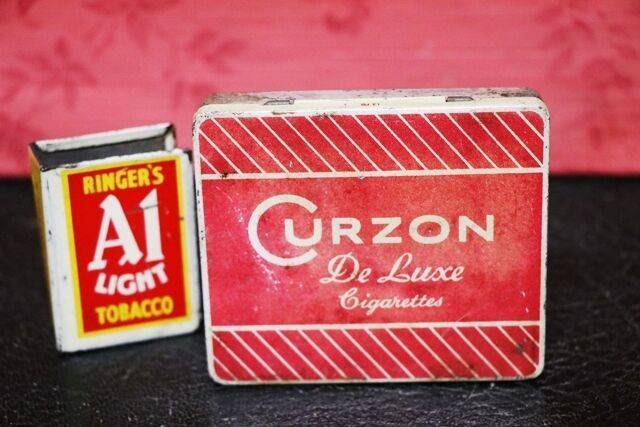 RINGER'S
A1
LIGHT
TOBACCO
CURZON
De Luxe
Cigarettes